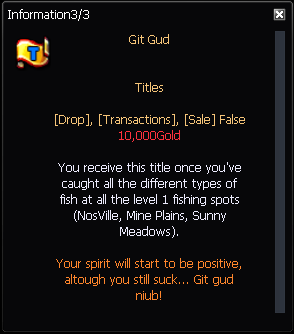 Information3/3
Git Gud
Titles
[Drop], [Transactions], [Sale] False
10,000Gold
You receive this title once you've
caught all the different types of
fish at all the level 1 fishing spots
(NosVille, Mine Plains, Sunny
Meadows).
Your spirit will start to be positive,
altough you still suck... Git gud
niub!